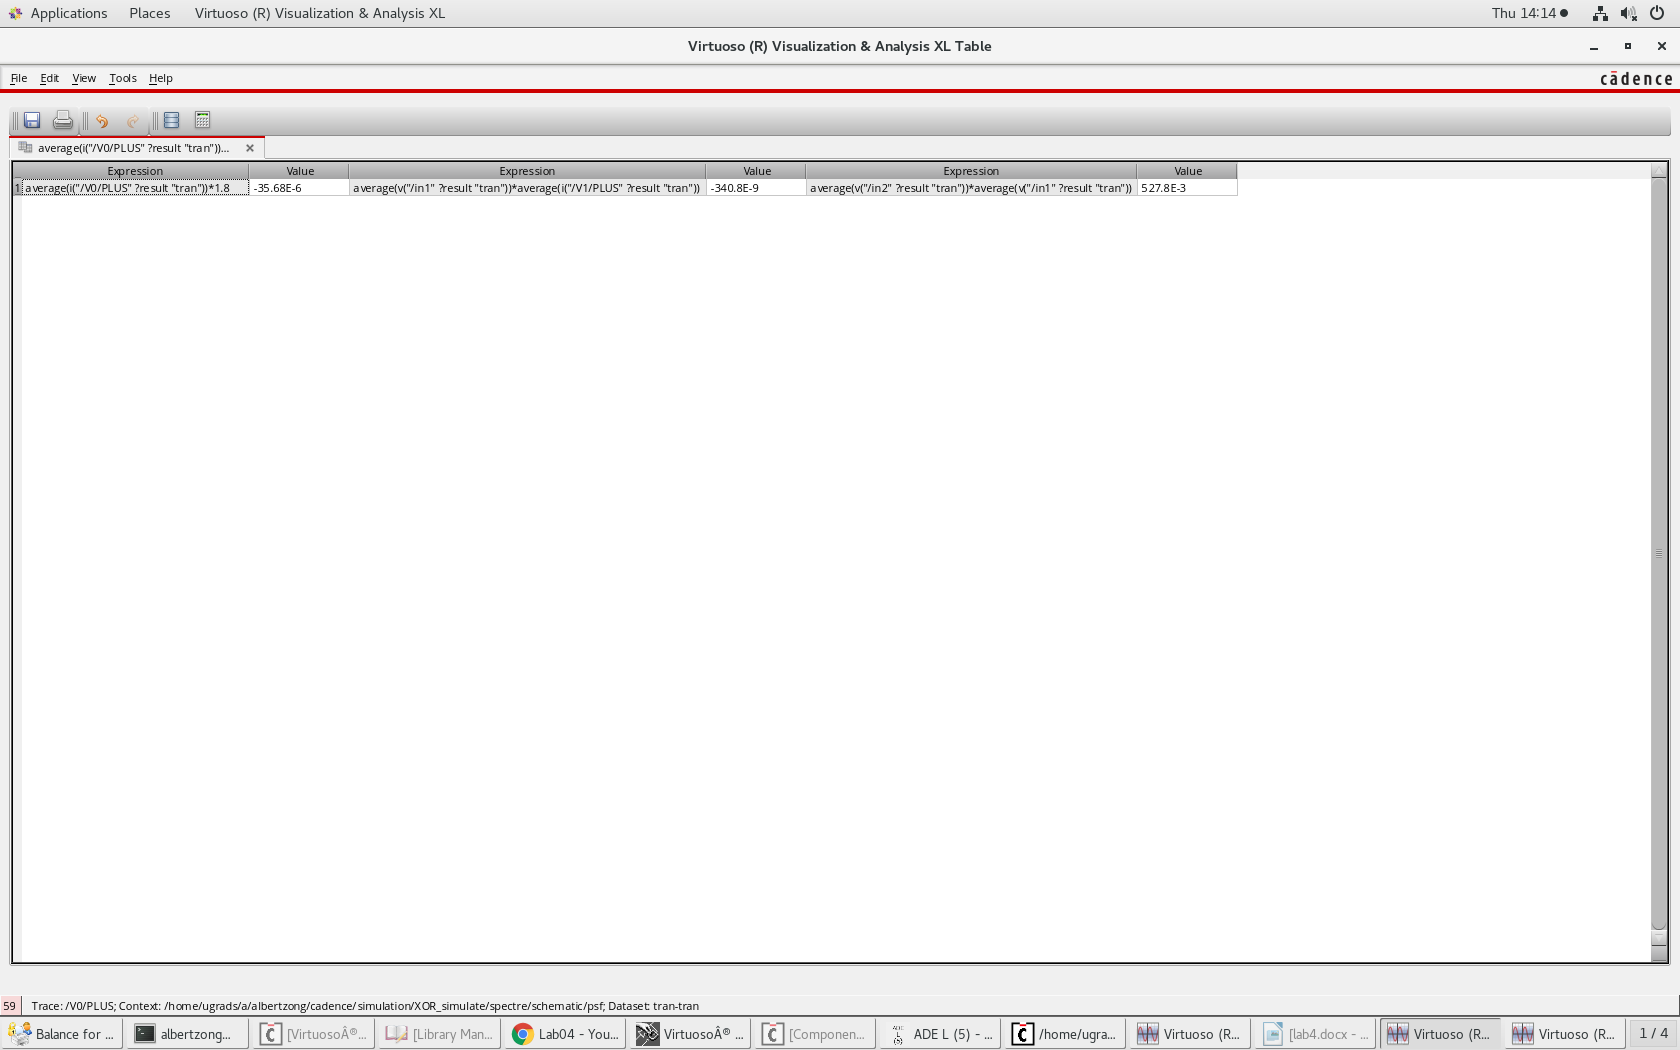 Applications Places Virtuoso (R) Visualization & Analysis XL Thu 14:14
Virtuoso (R) Visualization & Analysis XL Table
File Edit View Tools Help cādence
average(i("/V0/PLUS" ?result "tran"))...
Expression Value Expression Value Expression Value
1 average(i("/V0/PLUS" ?result "tran"))*1.8 -35.68E-6 average(v("/in1" ?result "tran"))*average(i("/V1/PLUS" ?result "tran")) -340.8E-9 average(v("/in2" ?result "tran"))*average(v("/in1" ?result "tran")) 527.8E-3
59 Trace: /V0/PLUS; Context: /home/ugrads/a/albertzong/cadence/simulation/XOR_simulate/spectre/schematic/psf; Dataset: tran-tran
Balance for ... albertzong... [VirtuosoÂ®... [Library Man... Lab04 - You... VirtuosoÂ® ... [Componen... ADE L (5) - ... /home/ugra... Virtuoso (R... [lab4.docx - ... Virtuoso (R... Virtuoso (R... 1 / 4